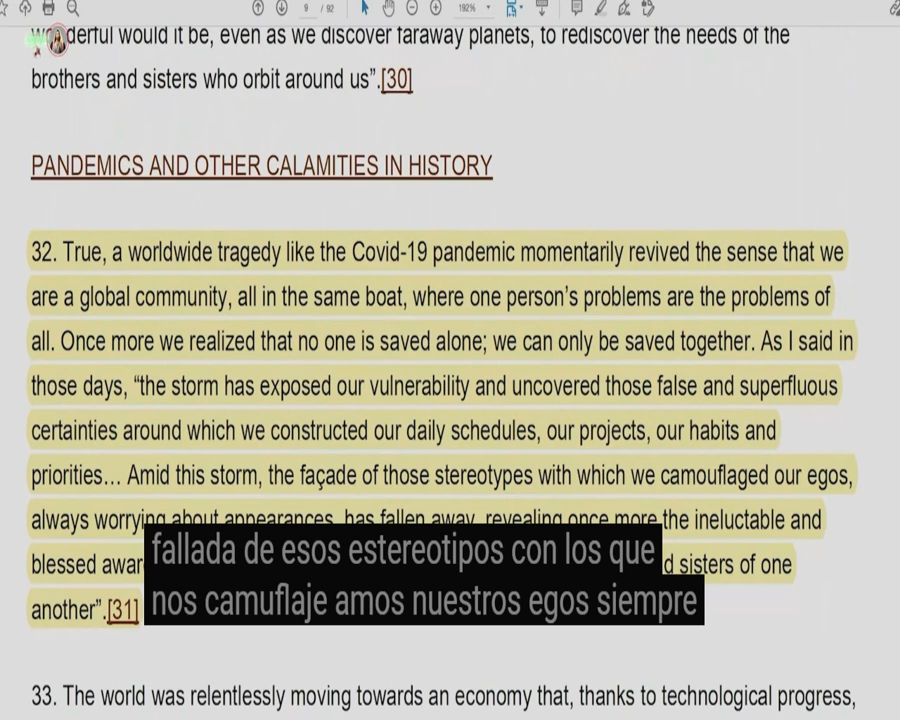 9 / 92 192%
derful would it be, even as we discover faraway planets, to rediscover the needs of the
brothers and sisters who orbit around us”.[30]
PANDEMICS AND OTHER CALAMITIES IN HISTORY
32. True, a worldwide tragedy like the Covid-19 pandemic momentarily revived the sense that we
are a global community, all in the same boat, where one person’s problems are the problems of
all. Once more we realized that no one is saved alone; we can only be saved together. As I said in
those days, “the storm has exposed our vulnerability and uncovered those false and superfluous
certainties around which we constructed our daily schedules, our projects, our habits and
priorities… Amid this storm, the façade of those stereotypes with which we camouflaged our egos,
always worrying about appearances, has fallen away, revealing once more the ineluctable and
blessed awar d sisters of one
another”.[31]
fallada de esos estereotipos con los que
nos camuflaje amos nuestros egos siempre
33. The world was relentlessly moving towards an economy that, thanks to technological progress,